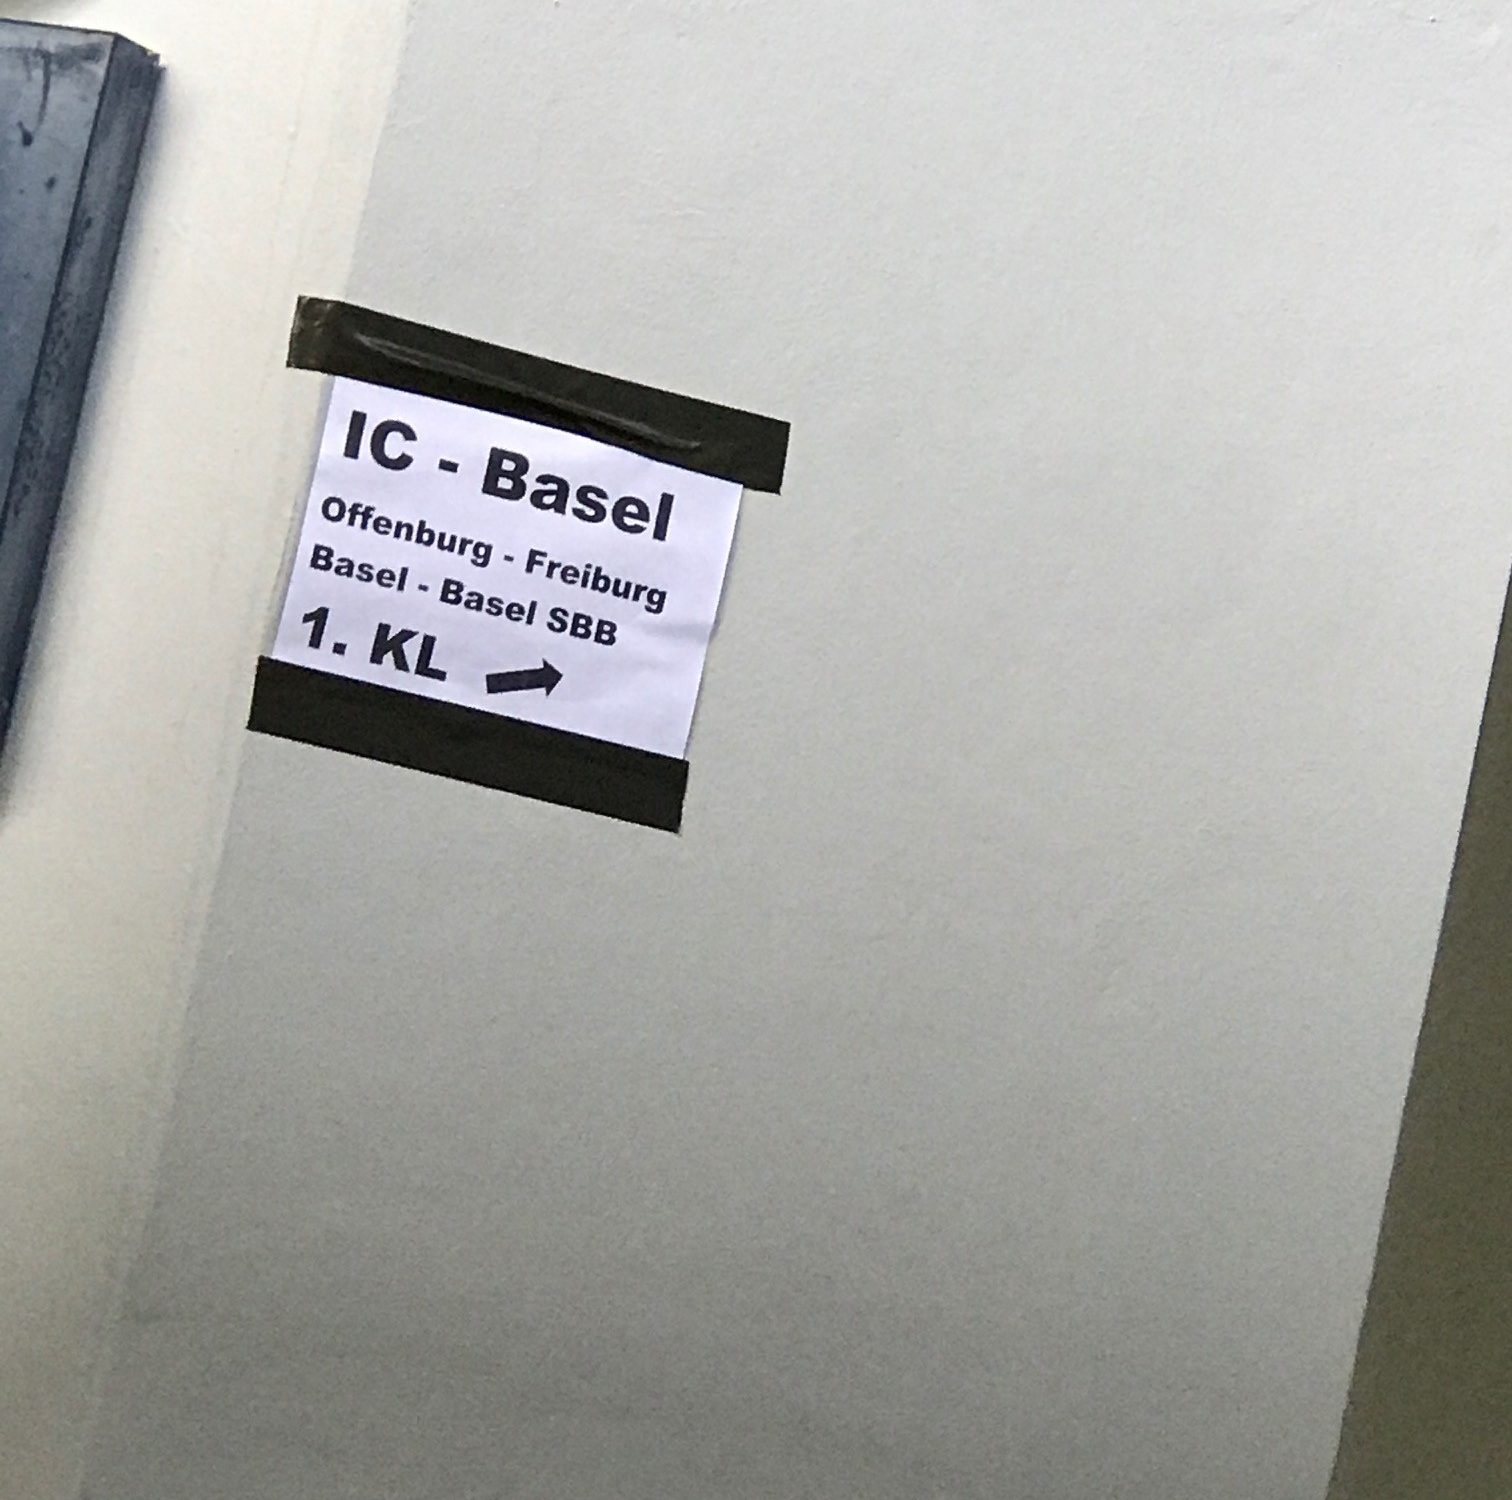 IC - Basel
Offenburg - Freiburg
Basel - Basel SBB
1. KL